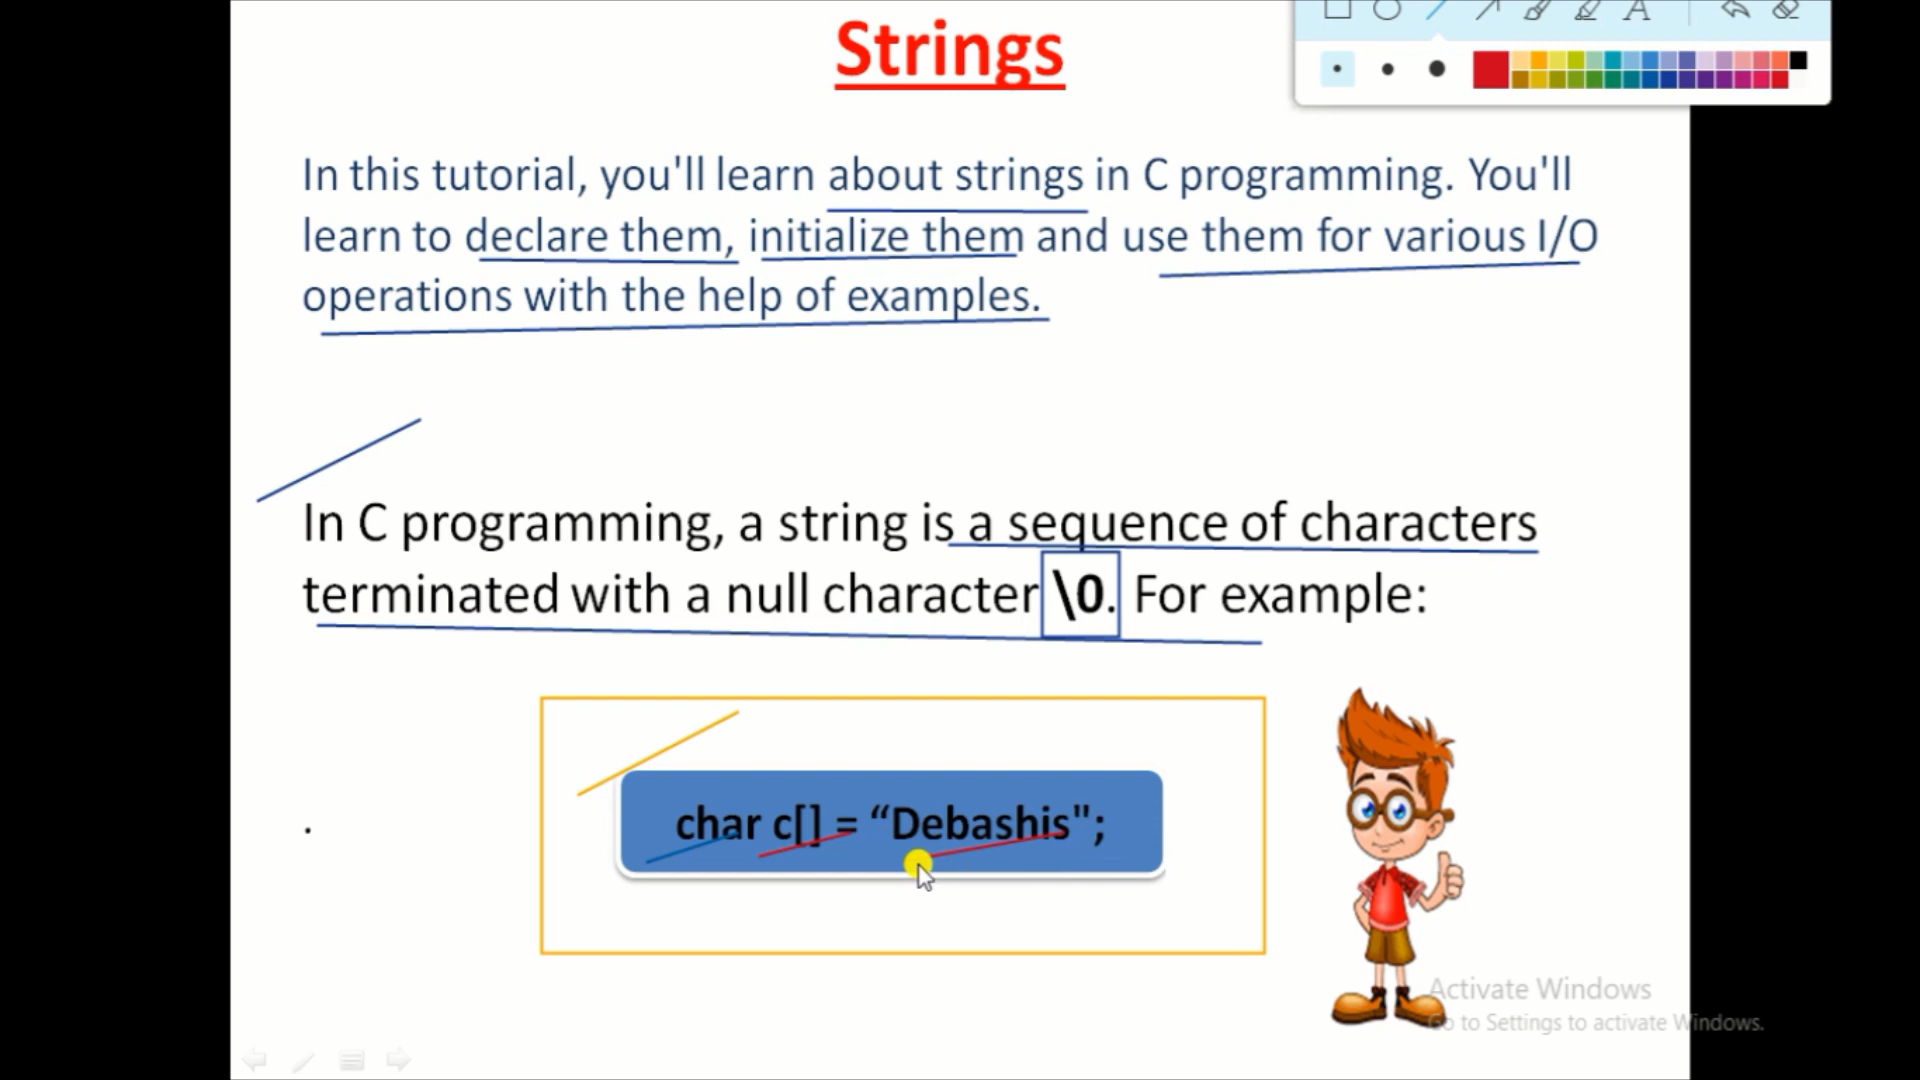 Strings
In this tutorial, you'll learn about strings in C programming. You'll
learn to declare them, initialize them and use them for various I/O
operations with the help of examples.
In C programming, a string is a sequence of characters
terminated with a null character \0. For example:
.
char c[] = “Debashis";
Activate Windows
Go to Settings to activate Windows.